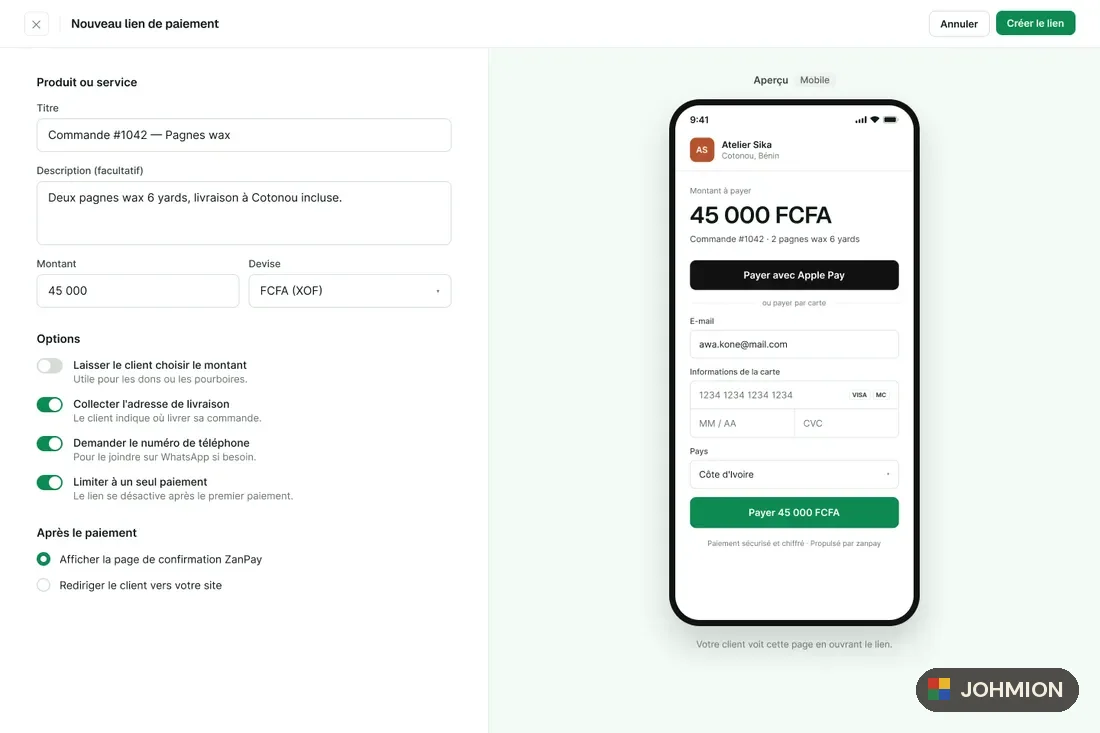 Nouveau lien de paiement
Annuler
Créer le lien
Produit ou service
Titre
Commande #1042 — Pagnes wax
Description (facultatif)
Deux pagnes wax 6 yards, livraison à Cotonou incluse.
Montant
Devise
45 000
FCFA (XOF)
Options
Laisser le client choisir le montant
Utile pour les dons ou les pourboires.
Collecter l'adresse de livraison
Le client indique où livrer sa commande.
Demander le numéro de téléphone
Pour le joindre sur WhatsApp si besoin.
Limiter à un seul paiement
Le lien se désactive après le premier paiement.
Après le paiement
Afficher la page de confirmation ZanPay
Rediriger le client vers votre site
Aperçu
Mobile
9:41
AS
Atelier Sika
Cotonou, Bénin
Montant à payer
45 000 FCFA
Commande #1042 · 2 pagnes wax 6 yards
Payer avec Apple Pay
ou payer par carte
E-mail
awa.kone@mail.com
Informations de la carte
1234 1234 1234 1234
VISA
MC
MM / AA
CVC
Pays
Côte d'Ivoire
Payer 45 000 FCFA
Paiement sécurisé et chiffré · Propulsé par zanpay
Votre client voit cette page en ouvrant le lien.
JOHMION